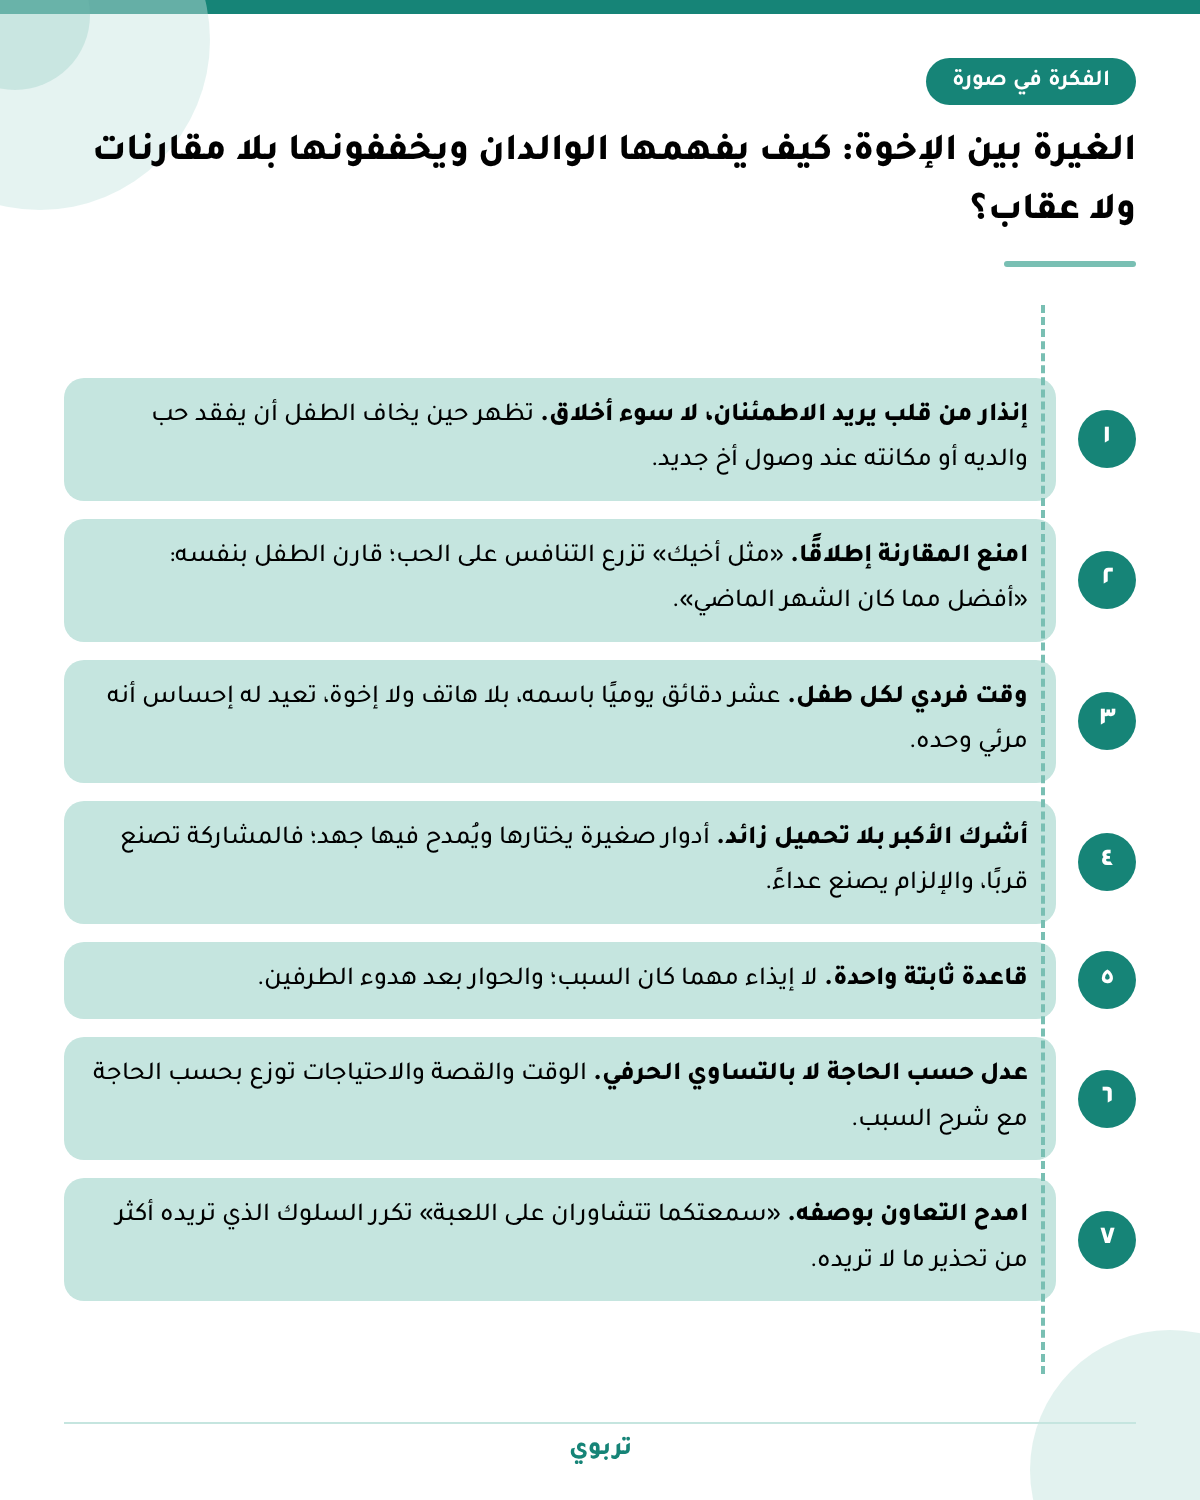 الفكرة في صورة
الغيرة بين الإخوة: كيف يفهمها الوالدان ويخففونها بلا مقارنات
ولا عقاب؟
١
إنذار من قلب يريد الاطمئنان، لا سوء أخلاق. تظهر حين يخاف الطفل أن يفقد حب
والديه أو مكانته عند وصول أخ جديد.
٢
امنع المقارنة إطلاقًا. «مثل أخيك» تزرع التنافس على الحب؛ قارن الطفل بنفسه:
«أفضل مما كان الشهر الماضي».
٣
وقت فردي لكل طفل. عشر دقائق يوميًا باسمه، بلا هاتف ولا إخوة، تعيد له إحساس أنه
مرئي وحده.
٤
أشرك الأكبر بلا تحميل زائد. أدوار صغيرة يختارها ويُمدح فيها جهد؛ فالمشاركة تصنع
قربًا، والإلزام يصنع عداءً.
٥
قاعدة ثابتة واحدة. لا إيذاء مهما كان السبب؛ والحوار بعد هدوء الطرفين.
٦
عدل حسب الحاجة لا بالتساوي الحرفي. الوقت والقصة والاحتياجات توزع بحسب الحاجة
مع شرح السبب.
٧
امدح التعاون بوصفه. «سمعتكما تتشاوران على اللعبة» تكرر السلوك الذي تريده أكثر
من تحذير ما لا تريده.
تربوي